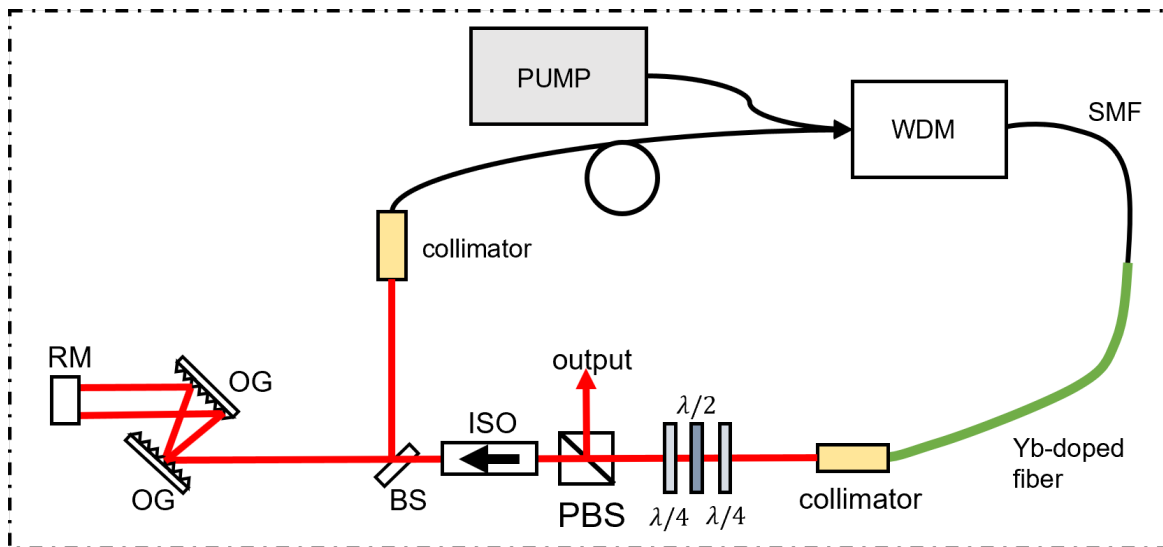 PUMP
WDM
SMF
collimator
RM
OG
output
ISO
λ/2
OG
BS
PBS
λ/4
λ/4
collimator
Yb-doped
fiber